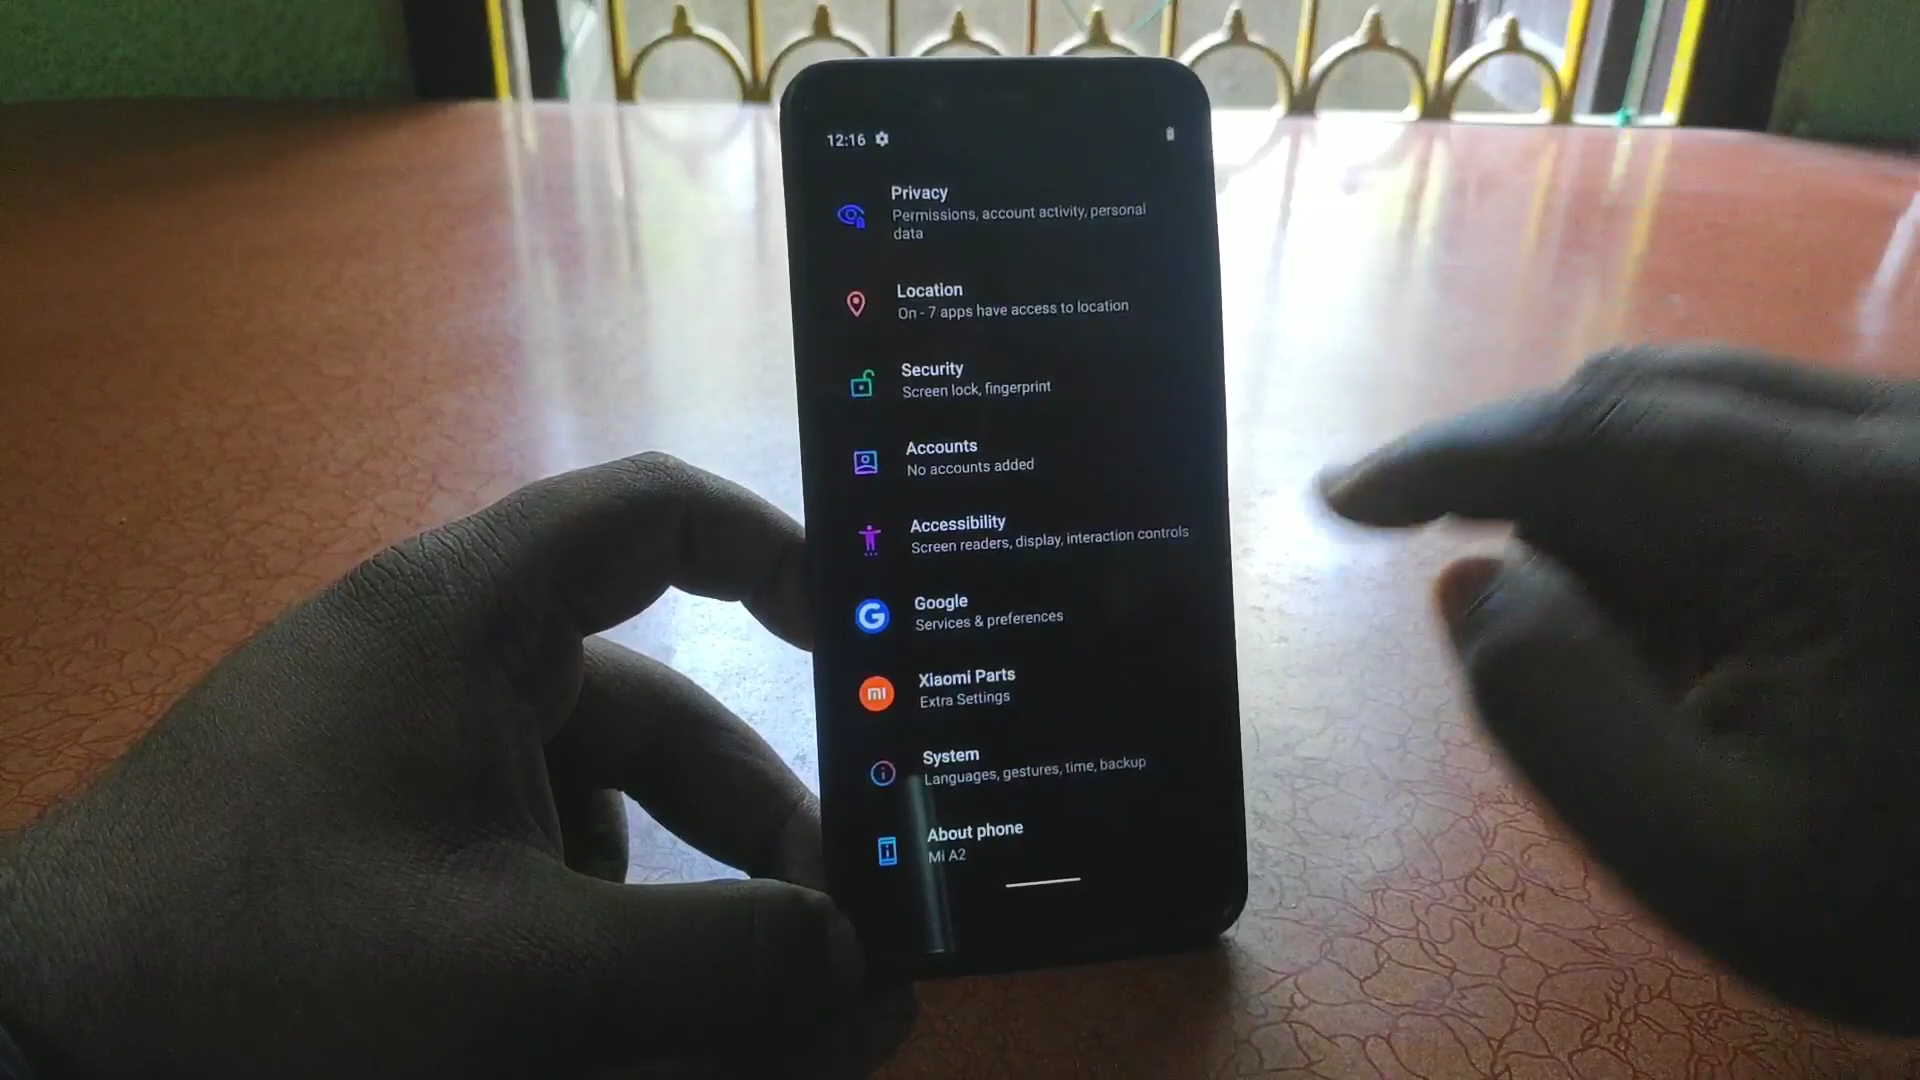 12:16
Privacy
Permissions, account activity, personal
data
Location
On - 7 apps have access to location
Security
Screen lock, fingerprint
Accounts
No accounts added
Accessibility
Screen readers, display, interaction controls
G
Google
Services & preferences
mi
Xiaomi Parts
Extra Settings
System
Languages, gestures, time, backup
About phone
Mi A2